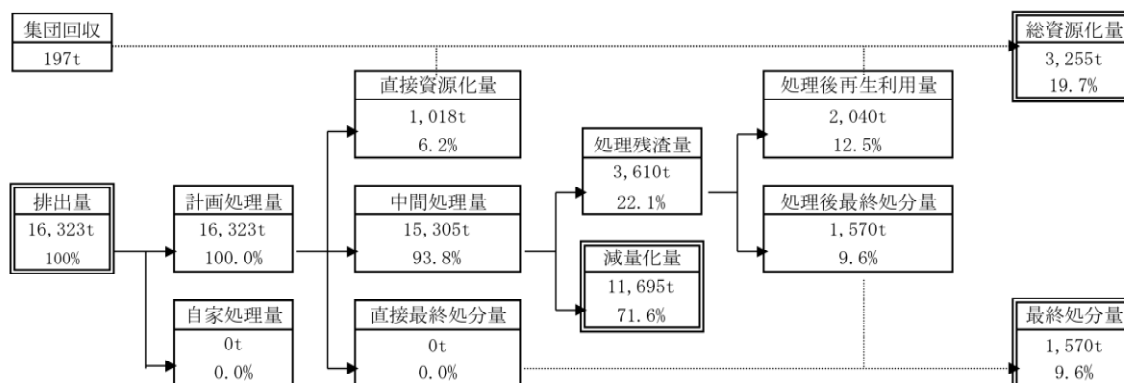 集団回収
197t
総資源化量
3,255t
19.7%
直接資源化量
1,018t
6.2%
処理後再生利用量
2,040t
12.5%
処理残渣量
3,610t
22.1%
排出量
16,323t
100%
計画処理量
16,323t
100.0%
中間処理量
15,305t
93.8%
処理後最終処分量
1,570t
9.6%
減量化量
11,695t
71.6%
自家処理量
0t
0.0%
直接最終処分量
0t
0.0%
最終処分量
1,570t
9.6%